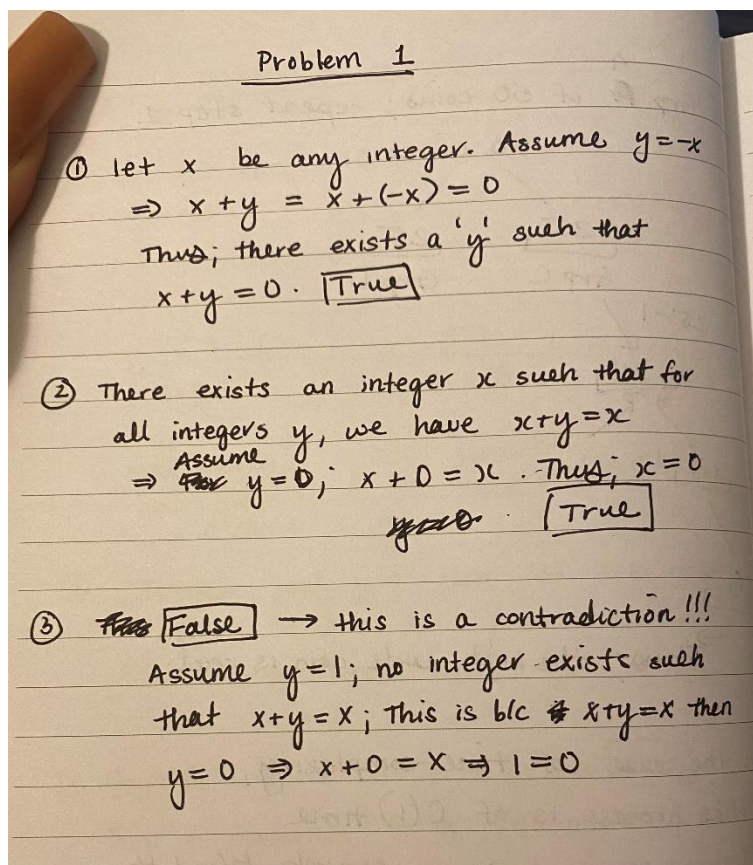 Problem 1
① let x be any integer. Assume y=-x
⇒ x+y = x+(-x)=0
Thus; there exists a 'y' such that
x+y=0. True
② There exists an integer x such that for
all integers y, we have x+y=x
Assume
⇒ y=0; x+0=x. Thus; x=0
True
③ False → this is a contradiction!!!
Assume y=1; no integer exists such
that x+y=x; This is b/c x+y=x then
y=0 ⇒ x+0=x ⇒ 1=0